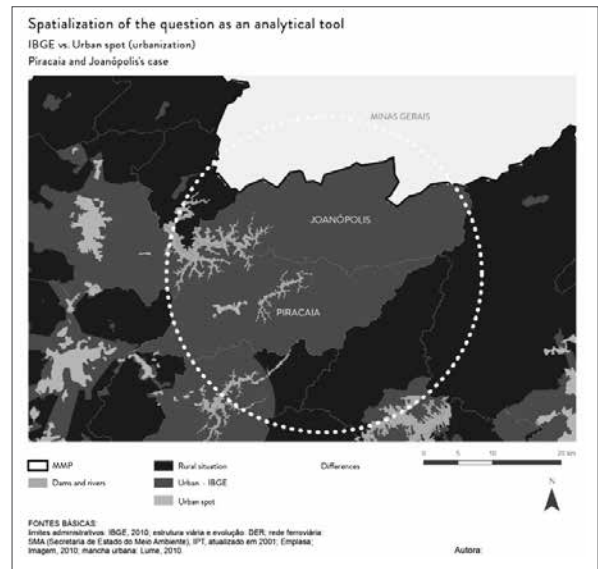 Spatialization of the question as an analytical tool
IBGE vs. Urban spot (urbanization)
Piracaia and Joanópolis's case
MINAS GERAIS
JOANÓPOLIS
PIRACAIA
MMP
Dams and rivers
Rural situation
Urban - IBGE
Urban spot
Differences
0 5 10 20 km
N
FONTES BÁSICAS:
limites administrativos: IBGE, 2010; estrutura viária e evolução: DER; rede ferroviária:
SMA (Secretaria de Estado do Meio Ambiente), IPT, atualizado em 2001; Emplasa;
Imagem, 2010; mancha urbana: Lume, 2010
Autora: